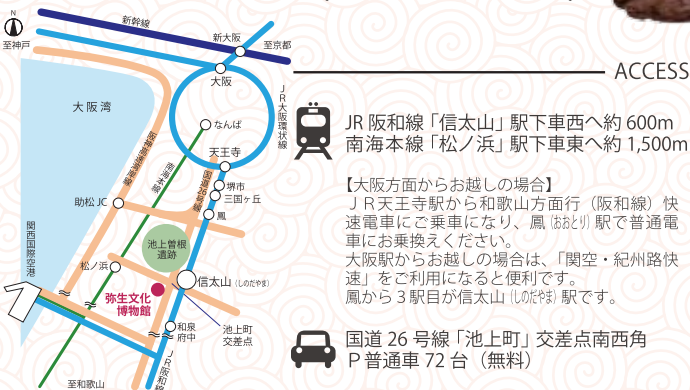 N
至神戸
新幹線
新大阪
至京都
大阪
大阪湾
なんば
JR大阪環状線
天王寺
阪神高速湾岸線
南海本線
国道26号線
堺市
三国ヶ丘
鳳
助松JC
関西国際空港
池上曽根
遺跡
松ノ浜
信太山(しのだやま)
弥生文化
博物館
和泉
府中
池上町
交差点
JR阪和線
至和歌山
ACCESS
JR 阪和線「信太山」駅下車西へ約 600m
南海本線「松ノ浜」駅下車東へ約 1,500m
【大阪方面からお越しの場合】
JR天王寺駅から和歌山方面行(阪和線)快
速電車にご乗車になり、鳳(おおとり)駅で普通電
車にお乗換えください。
大阪駅からお越しの場合は、「関空・紀州路快
速」をご利用になると便利です。
鳳から3駅目が信太山(しのだやま)駅です。
国道 26 号線「池上町」交差点南西角
P普通車 72 台(無料)